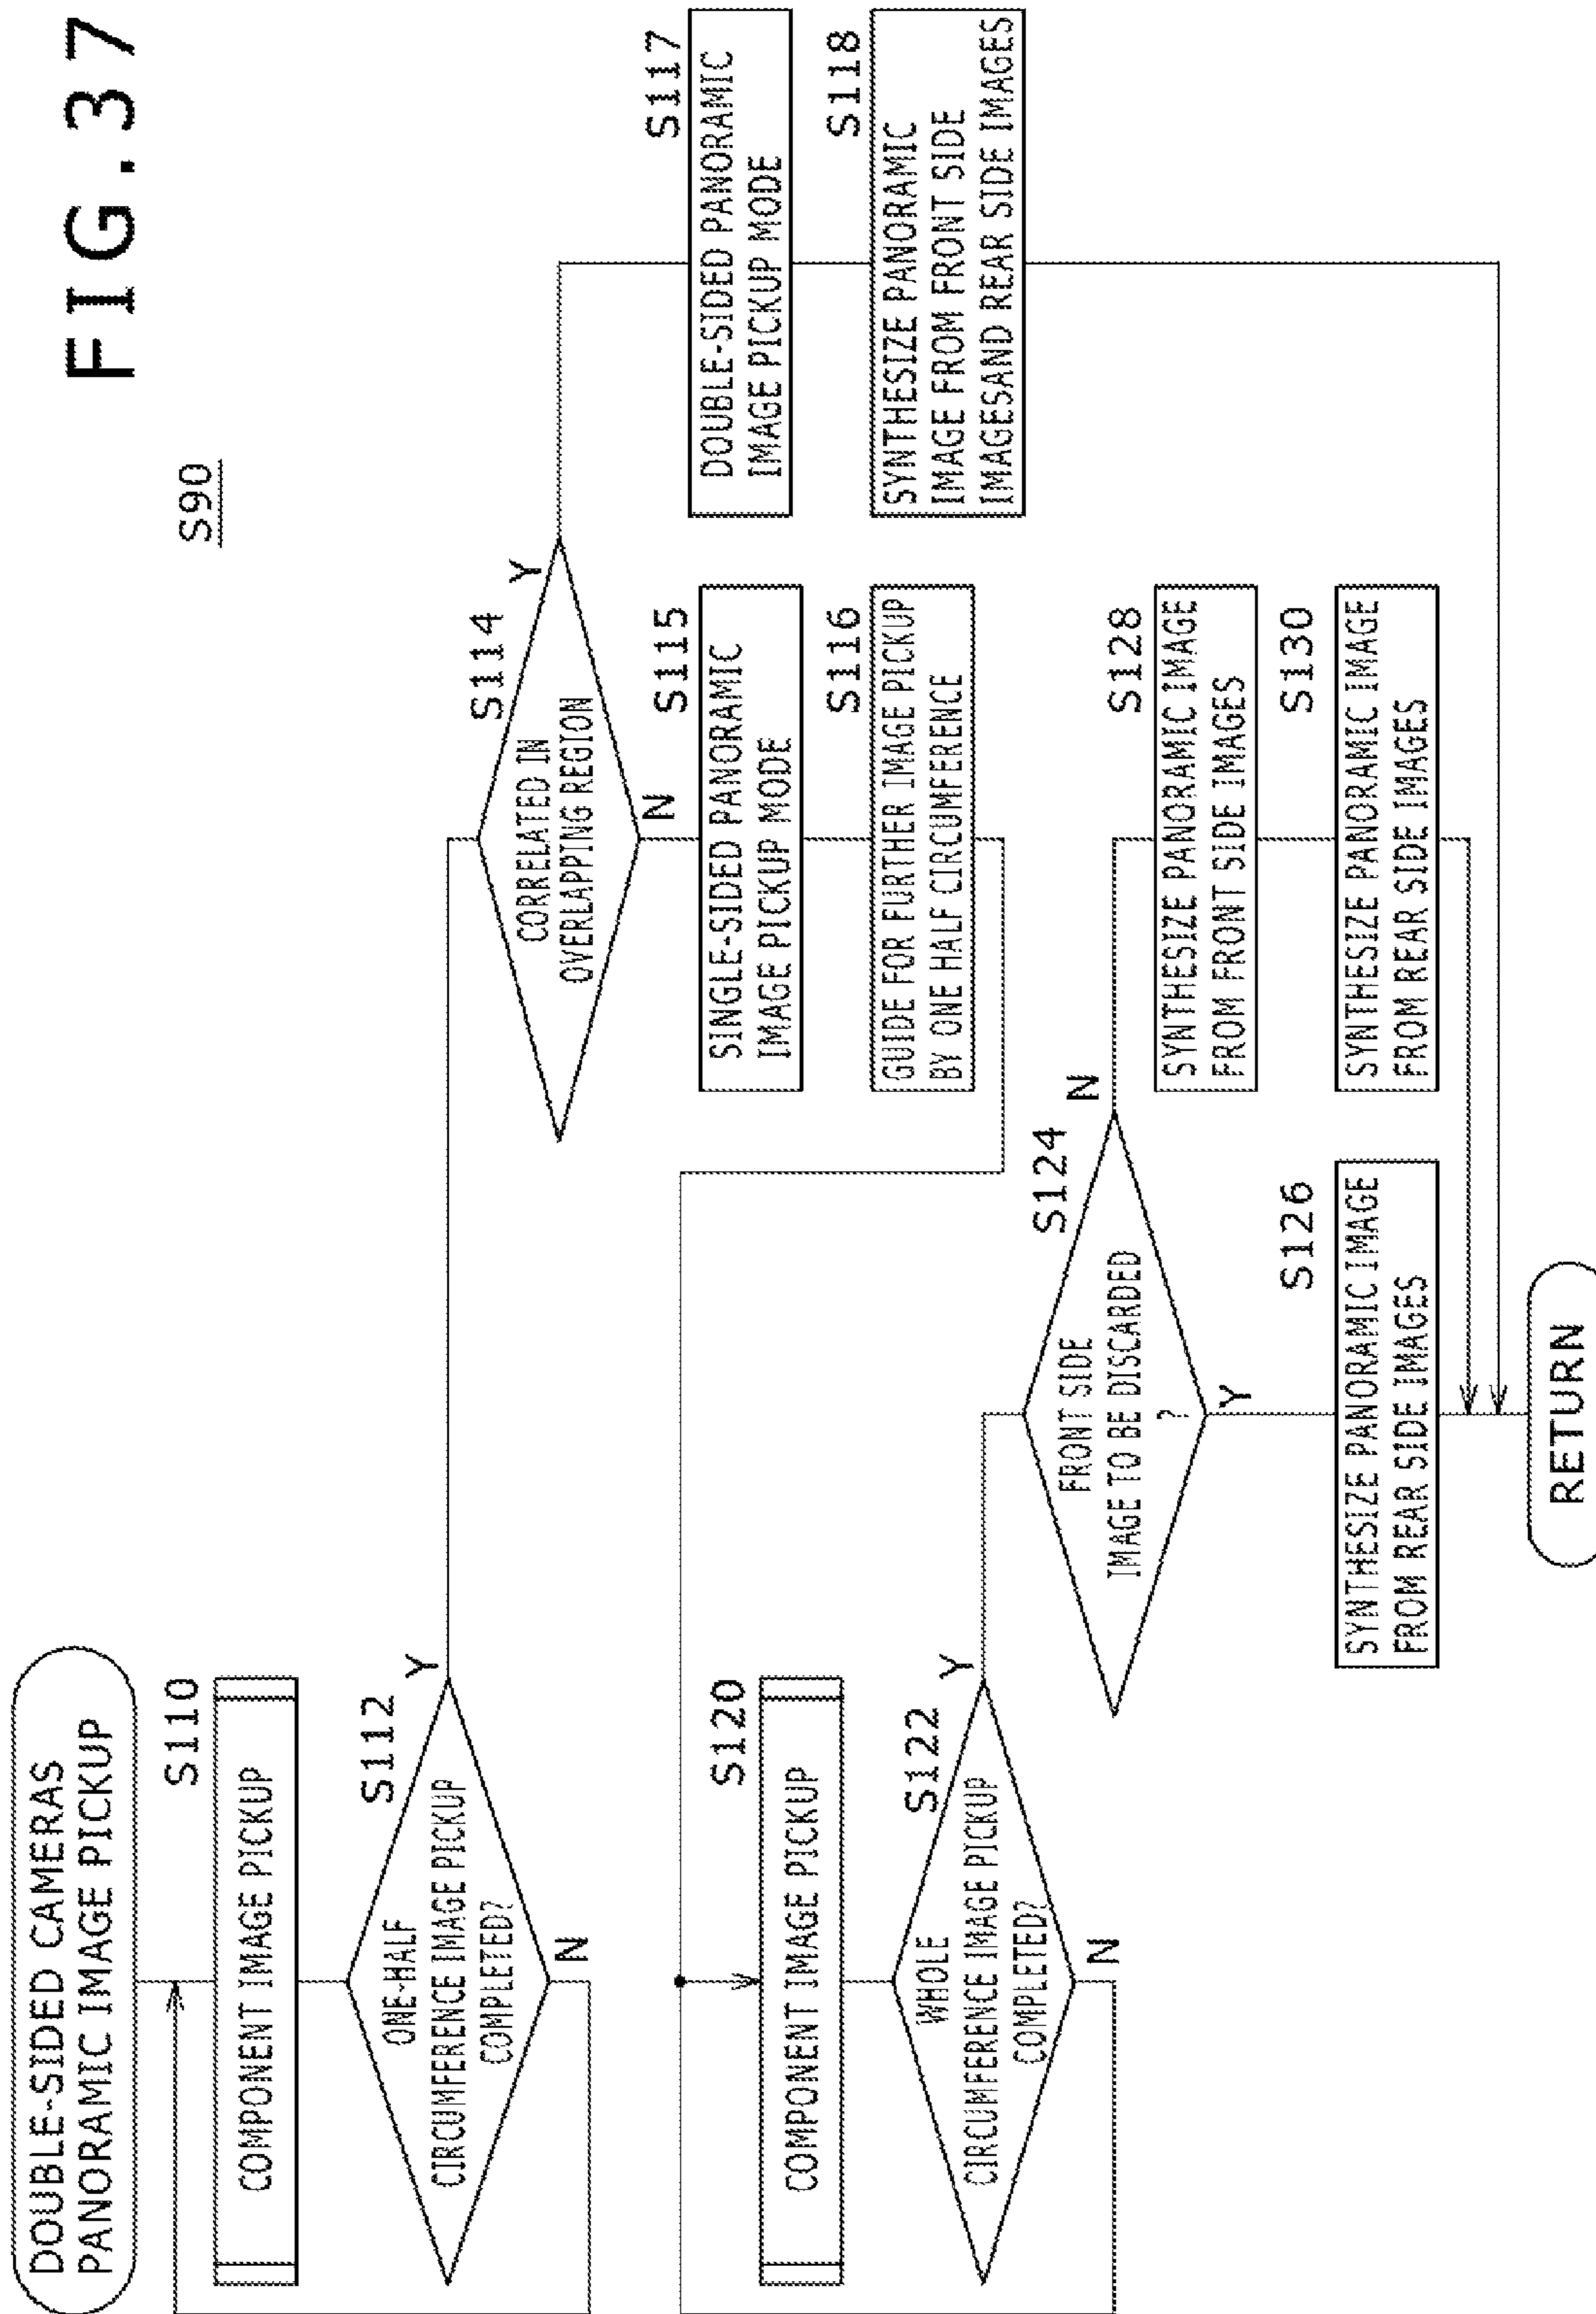 FIG.37
S90
DOUBLE-SIDED CAMERAS
PANORAMIC IMAGE PICKUP
S110
COMPONENT IMAGE PICKUP
S112
ONE-HALF
CIRCUMFERENCE IMAGE PICKUP
COMPLETED?
Y
N
S114
CORRELATED IN
OVERLAPPING REGION
Y
N
S115
SINGLE-SIDED PANORAMIC
IMAGE PICKUP MODE
S116
GUIDE FOR FURTHER IMAGE PICKUP
BY ONE HALF CIRCUMFERENCE
S117
DOUBLE-SIDED PANORAMIC
IMAGE PICKUP MODE
S118
SYNTHESIZE PANORAMIC
IMAGE FROM FRONT SIDE
IMAGESAND REAR SIDE IMAGES
S120
COMPONENT IMAGE PICKUP
S122
WHOLE
CIRCUMFERENCE IMAGE PICKUP
COMPLETED?
Y
N
S124
FRONT SIDE
IMAGE TO BE DISCARDED
?
N
Y
S126
SYNTHESIZE PANORAMIC IMAGE
FROM REAR SIDE IMAGES
S128
SYNTHESIZE PANORAMIC IMAGE
FROM FRONT SIDE IMAGES
S130
SYNTHESIZE PANORAMIC IMAGE
FROM REAR SIDE IMAGES
RETURN